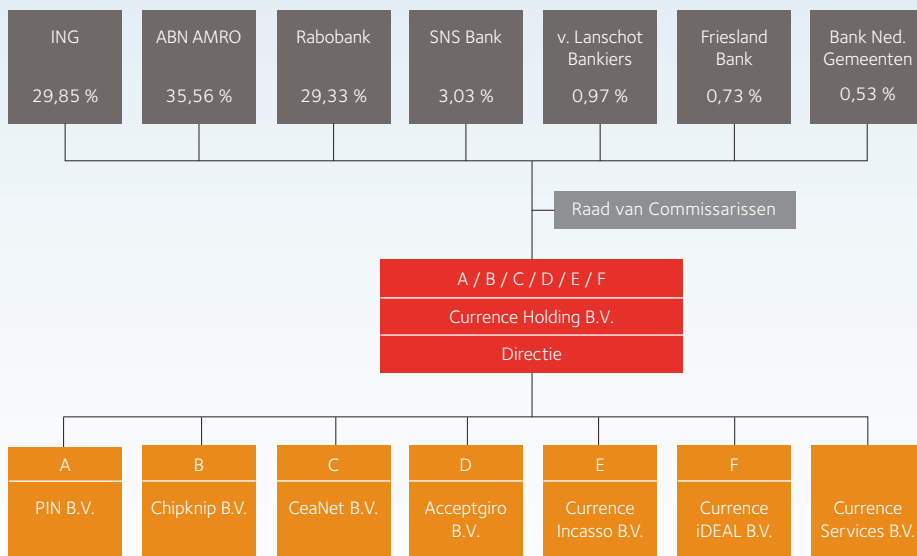 ING
29,85 %
ABN AMRO
35,56 %
Rabobank
29,33 %
SNS Bank
3,03 %
v. Lanschot
Bankiers
0,97 %
Friesland
Bank
0,73 %
Bank Ned.
Gemeenten
0,53 %
Raad van Commissarissen
A / B / C / D / E / F
Currence Holding B.V.
Directie
A
PIN B.V.
B
Chipknip B.V.
C
CeaNet B.V.
D
Acceptgiro
B.V.
E
Currence
Incasso B.V.
F
Currence
iDEAL B.V.
Currence
Services B.V.